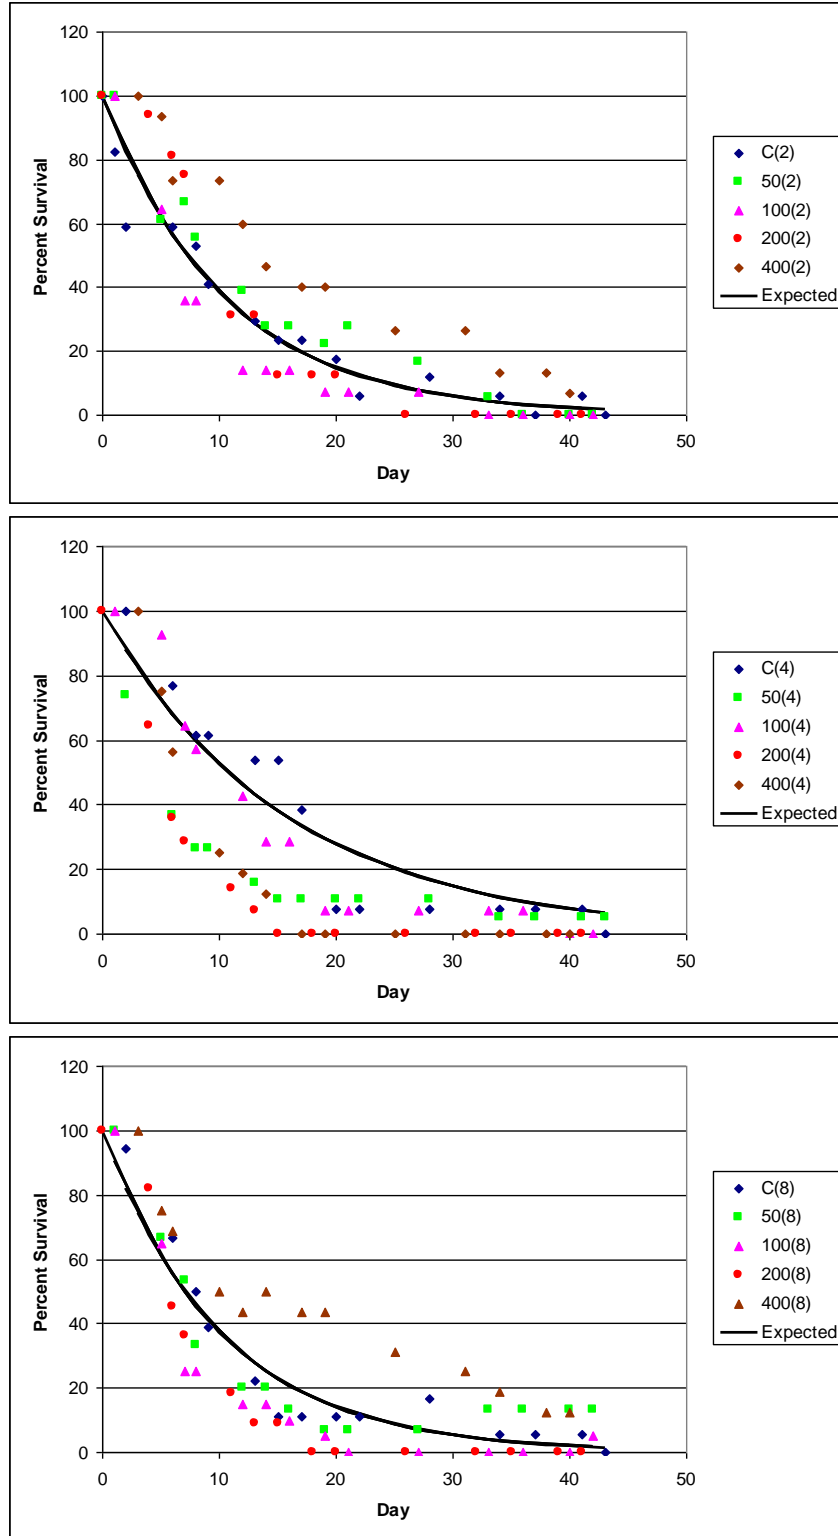 120
100
80
60
40
20
0
0 10 20 30 40 50
Percent Survival
Day
C(2)
50(2)
100(2)
200(2)
400(2)
Expected
120
100
80
60
40
20
0
0 10 20 30 40 50
Percent Survival
Day
C(4)
50(4)
100(4)
200(4)
400(4)
Expected
120
100
80
60
40
20
0
0 10 20 30 40 50
Percent Survival
Day
C(8)
50(8)
100(8)
200(8)
400(8)
Expected